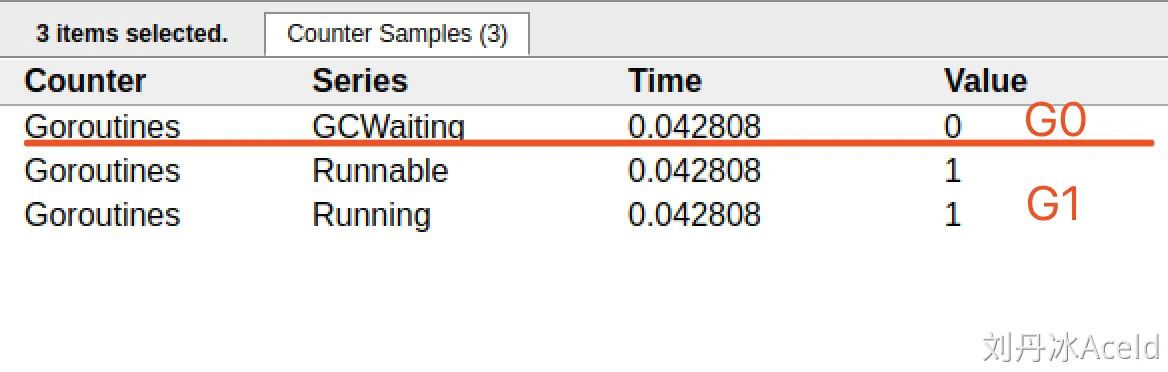 3 items selected. Counter Samples (3)
Counter Series Time Value
Goroutines GCWaiting 0.042808 0 G0
Goroutines Runnable 0.042808 1
Goroutines Running 0.042808 1 G1
刘丹冰Aceld